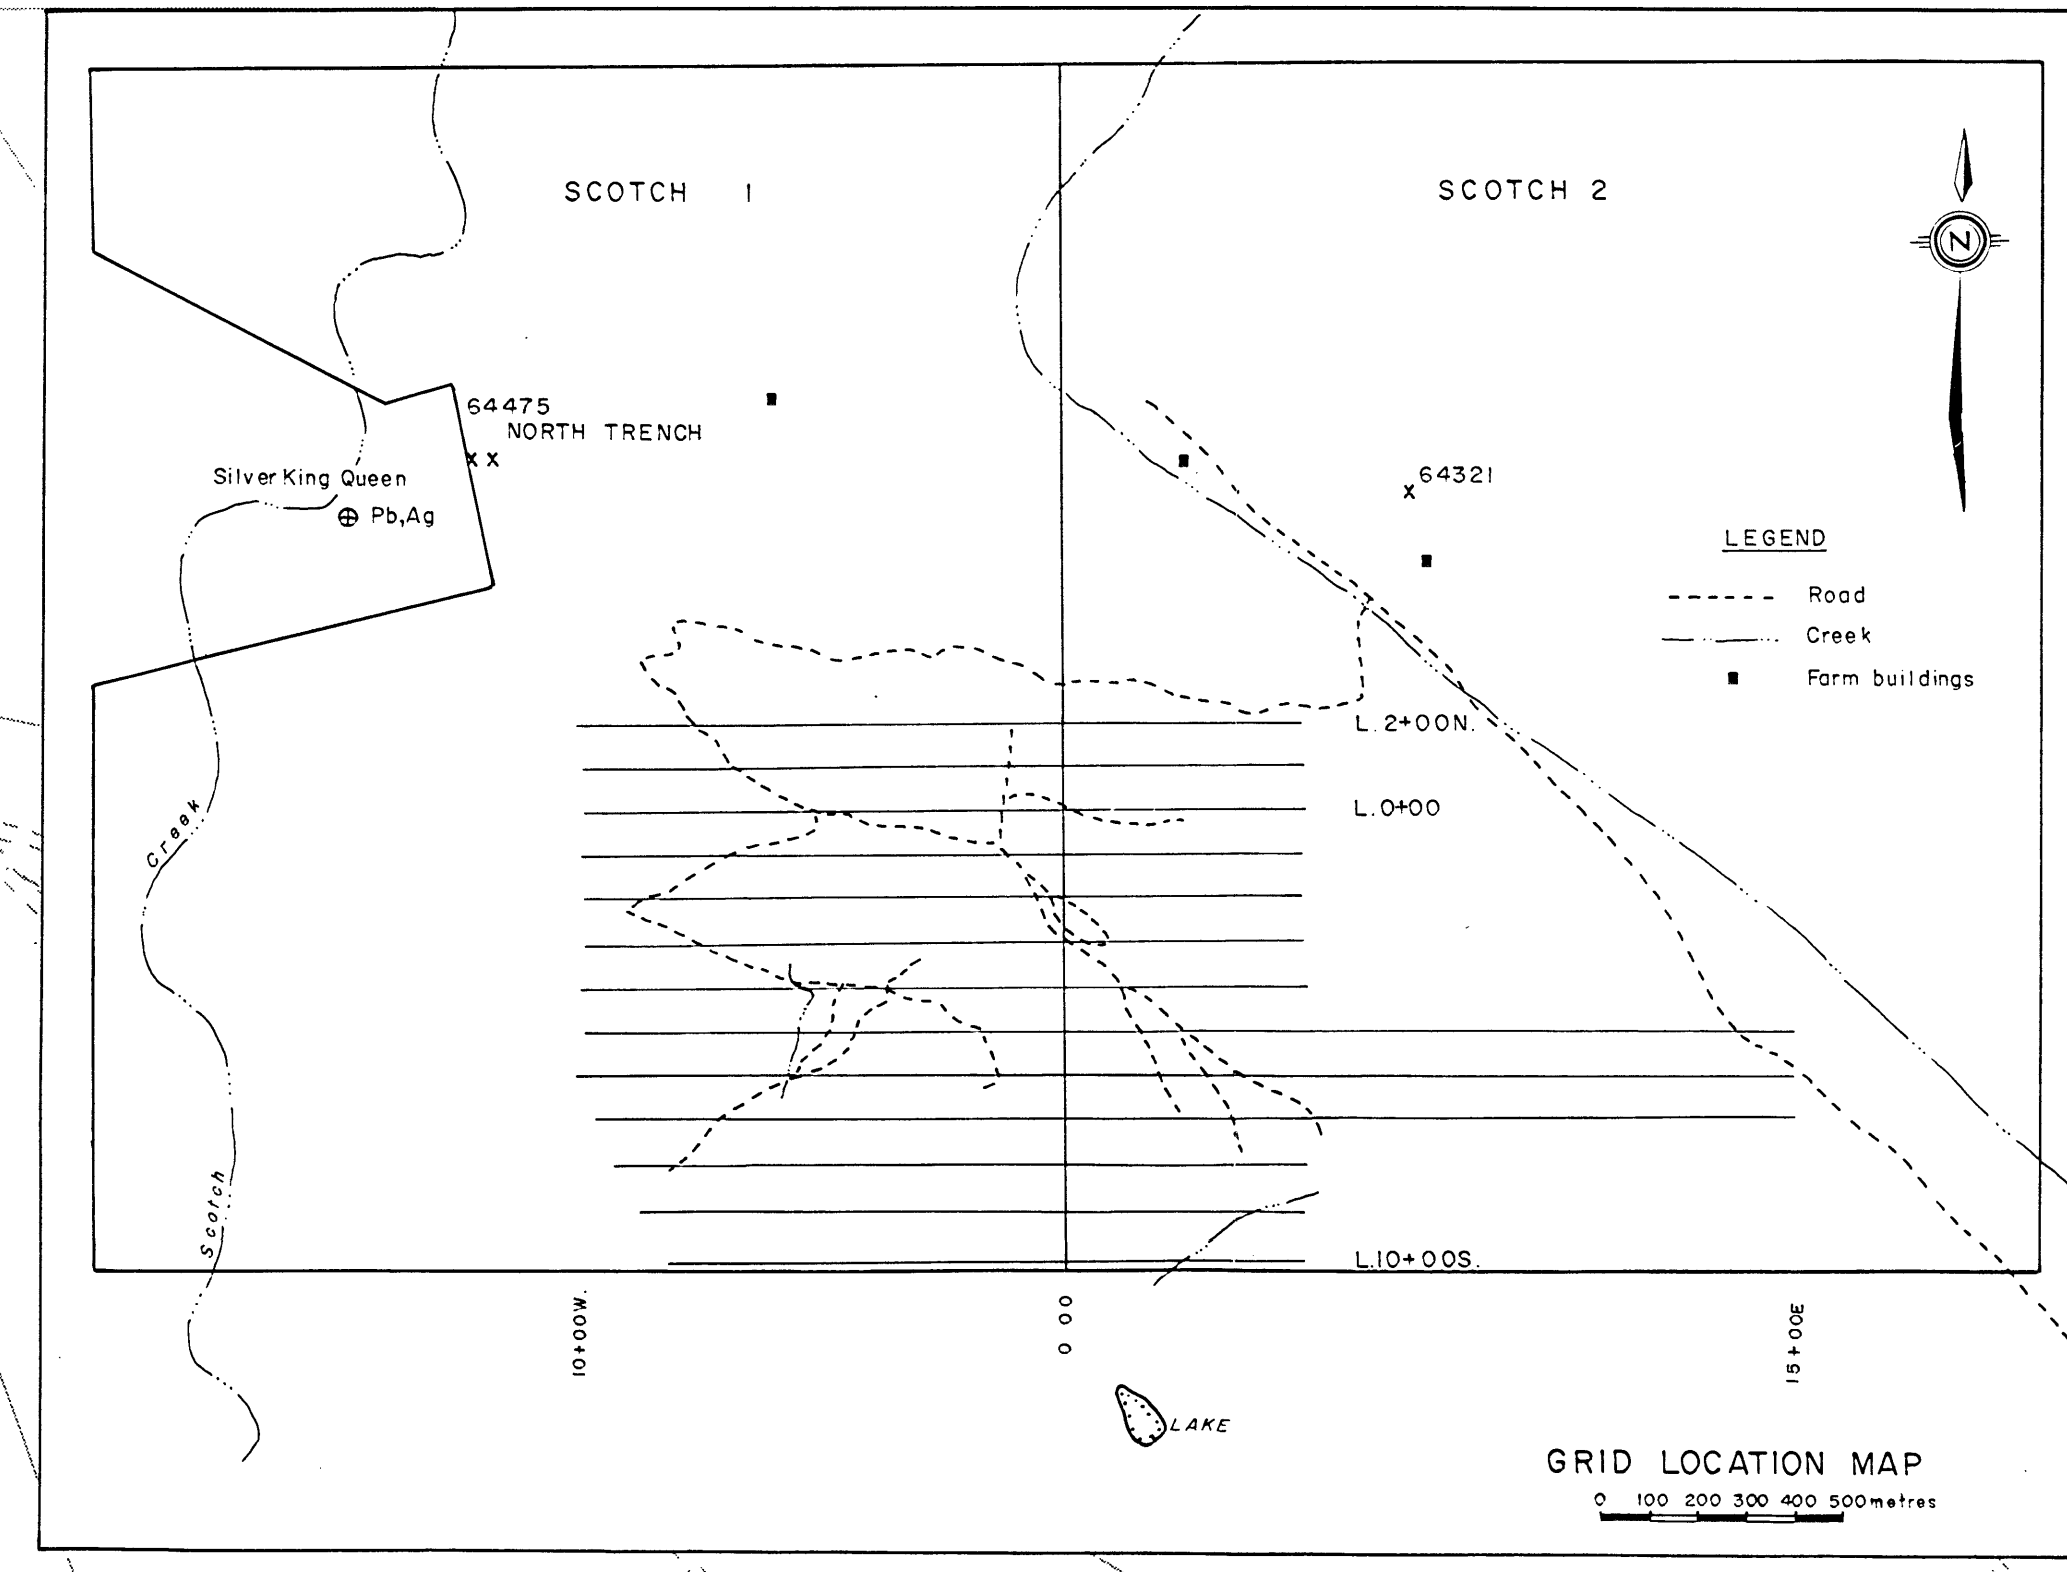 SCOTCH 1
SCOTCH 2
N
64475
NORTH TRENCH
x x
Silver King Queen
Pb,Ag
x 64321
LEGEND
Road
Creek
Farm buildings
L. 2+00N.
L. 0+00
Creek
Scotch
L.10+00S.
10+00W.
0 00
15+00E
LAKE
GRID LOCATION MAP
0 100 200 300 400 500 metres